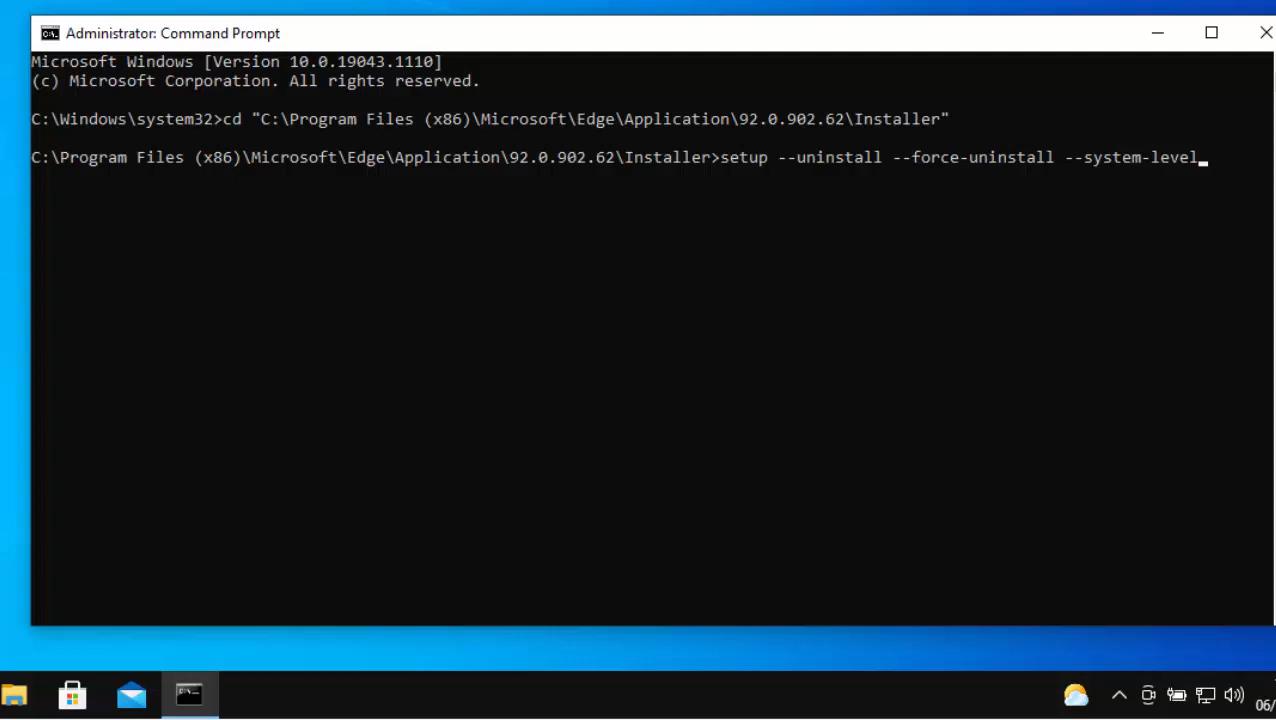 Administrator: Command Prompt
Microsoft Windows [Version 10.0.19043.1110]
(c) Microsoft Corporation. All rights reserved.
C:\Windows\system32>cd "C:\Program Files (x86)\Microsoft\Edge\Application\92.0.902.62\Installer"
C:\Program Files (x86)\Microsoft\Edge\Application\92.0.902.62\Installer>setup --uninstall --force-uninstall --system-level
06/